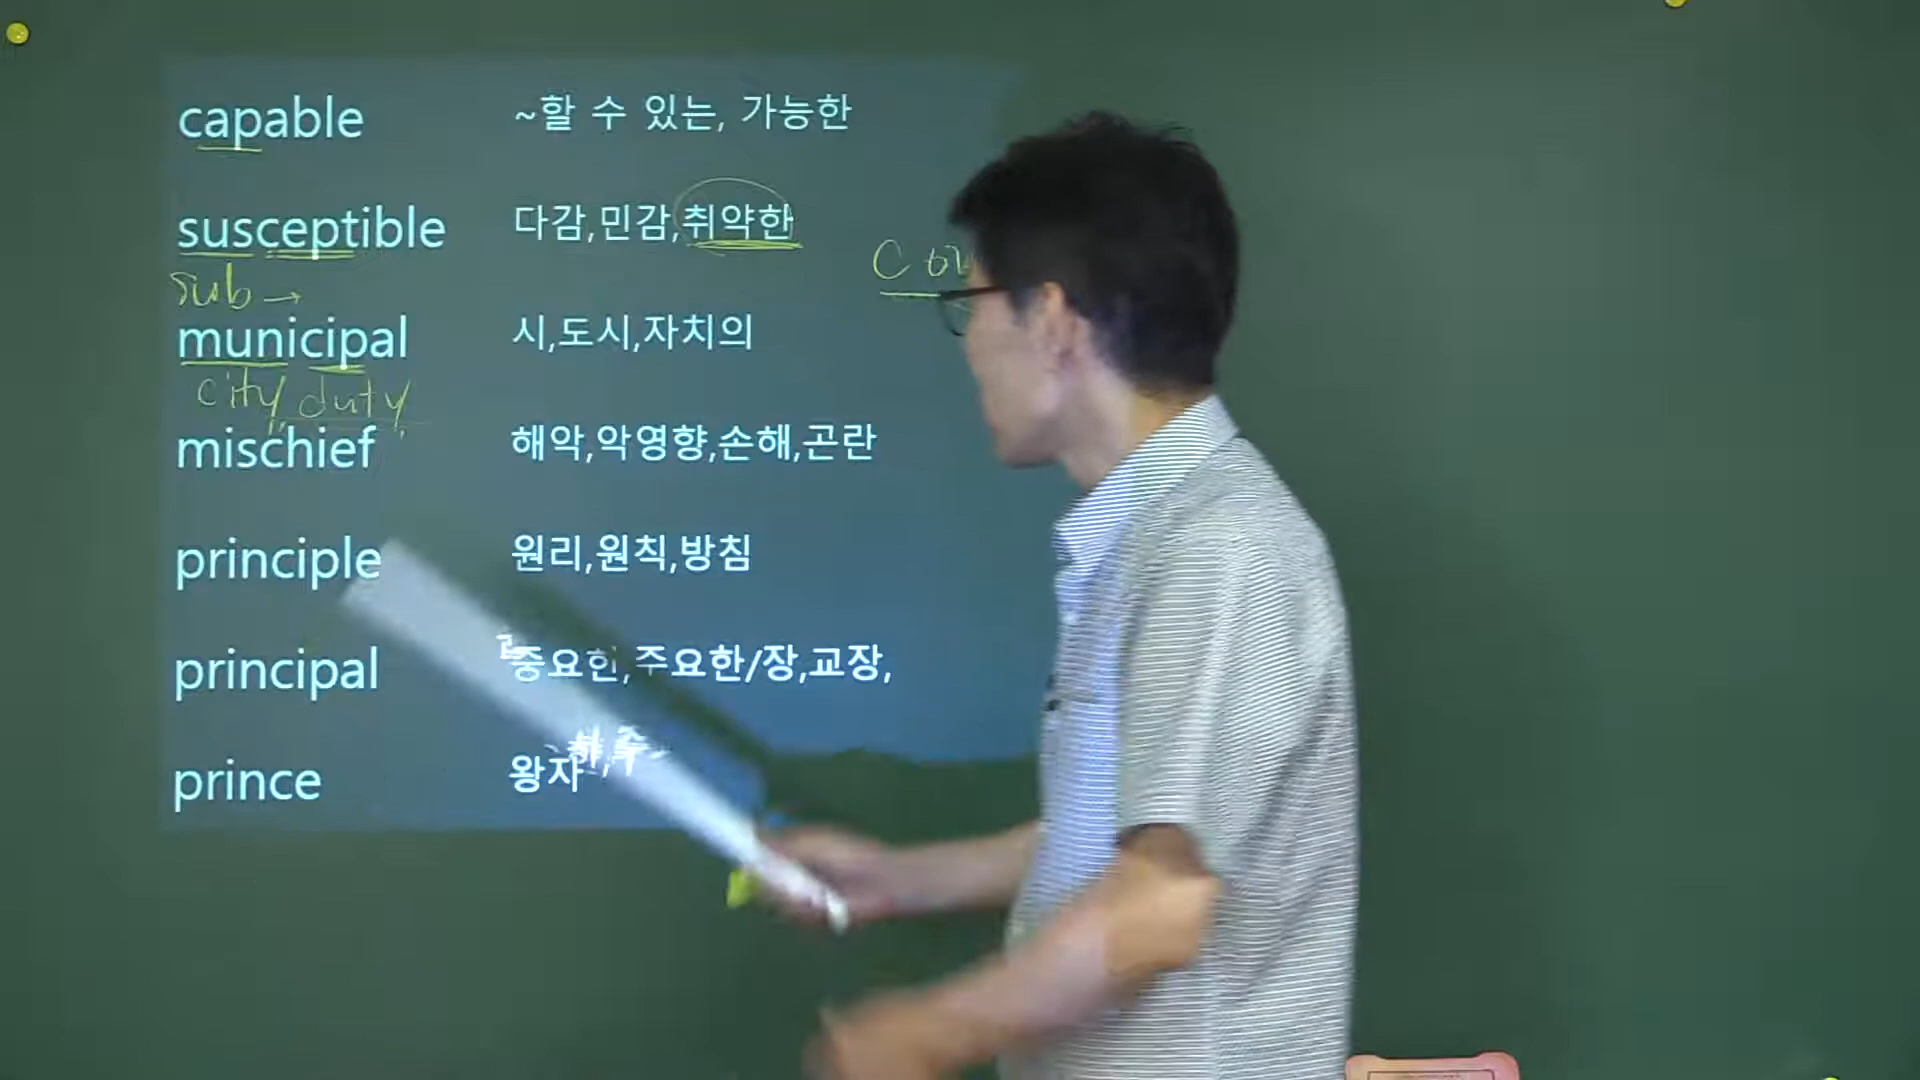 capable ~할 수 있는, 가능한
susceptible 다감,민감,취약한
sub →
municipal 시,도시,자치의
city, duty,
mischief 해악,악영향,손해,곤란
principle 원리,원칙,방침
principal 중요한,주요한/장,교장,
prince 왕자